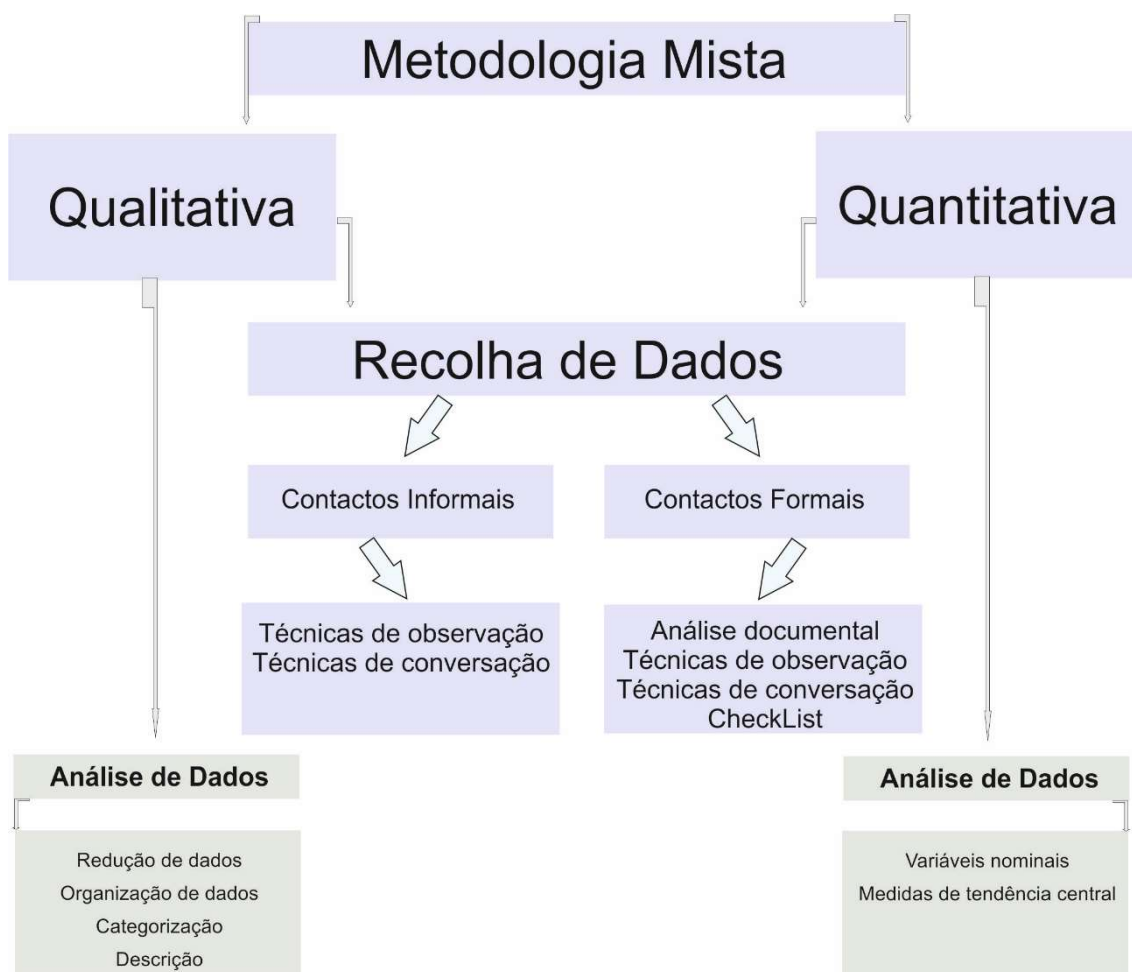 Metodologia Mista
Qualitativa
Quantitativa
Recolha de Dados
Contactos Informais
Contactos Formais
Técnicas de observação
Técnicas de conversação
Análise documental
Técnicas de observação
Técnicas de conversação
CheckList
Análise de Dados
Redução de dados
Organização de dados
Categorização
Descrição
Análise de Dados
Variáveis nominais
Medidas de tendência central